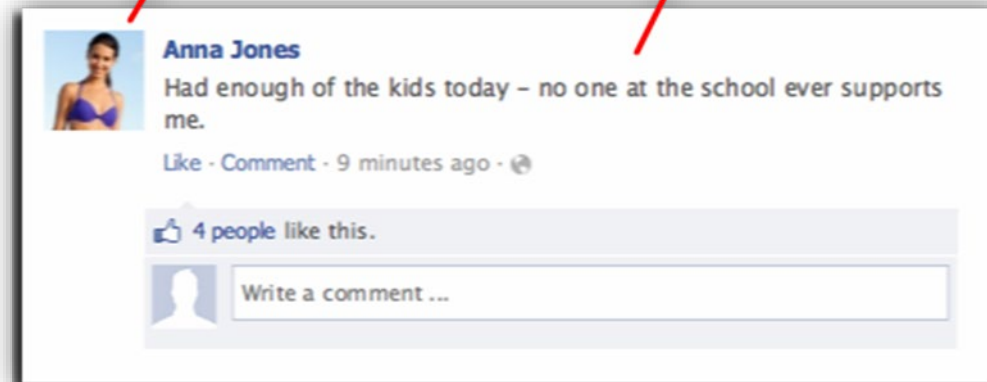 Anna Jones
Had enough of the kids today – no one at the school ever supports
me.
Like · Comment · 9 minutes ago ·
4 people like this.
Write a comment ...